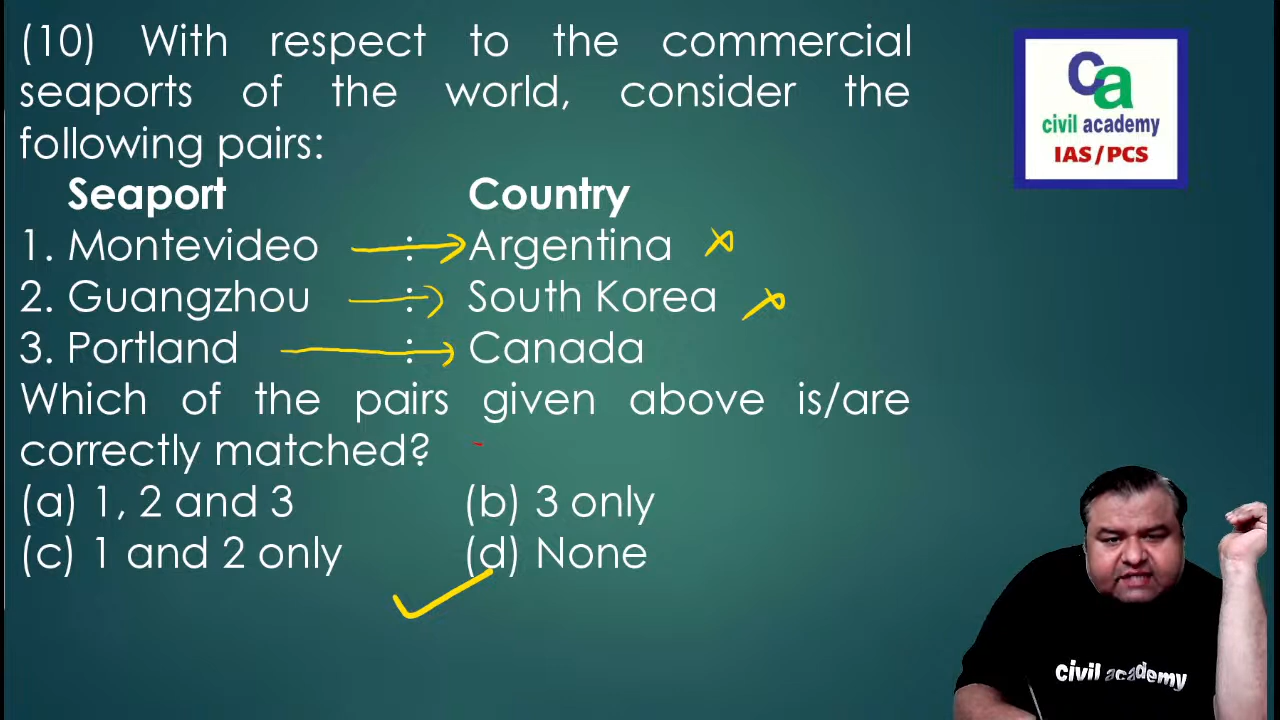 (10) With respect to the commercial
seaports of the world, consider the
following pairs:
Seaport Country
1. Montevideo : Argentina
2. Guangzhou : South Korea
3. Portland : Canada
Which of the pairs given above is/are
correctly matched?
(a) 1, 2 and 3 (b) 3 only
(c) 1 and 2 only (d) None
ca
civil academy
IAS/PCS
civil academy